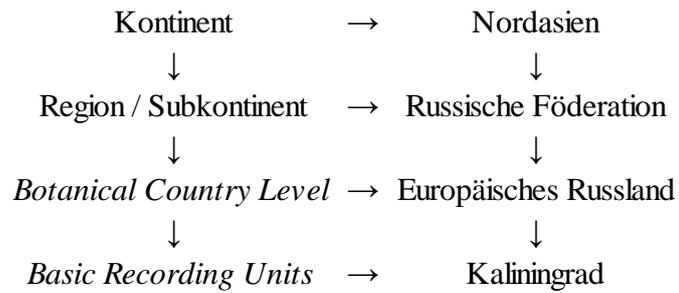 Kontinent → Nordasien
↓ ↓
Region / Subkontinent → Russische Föderation
↓ ↓
Botanical Country Level → Europäisches Russland
↓ ↓
Basic Recording Units → Kaliningrad